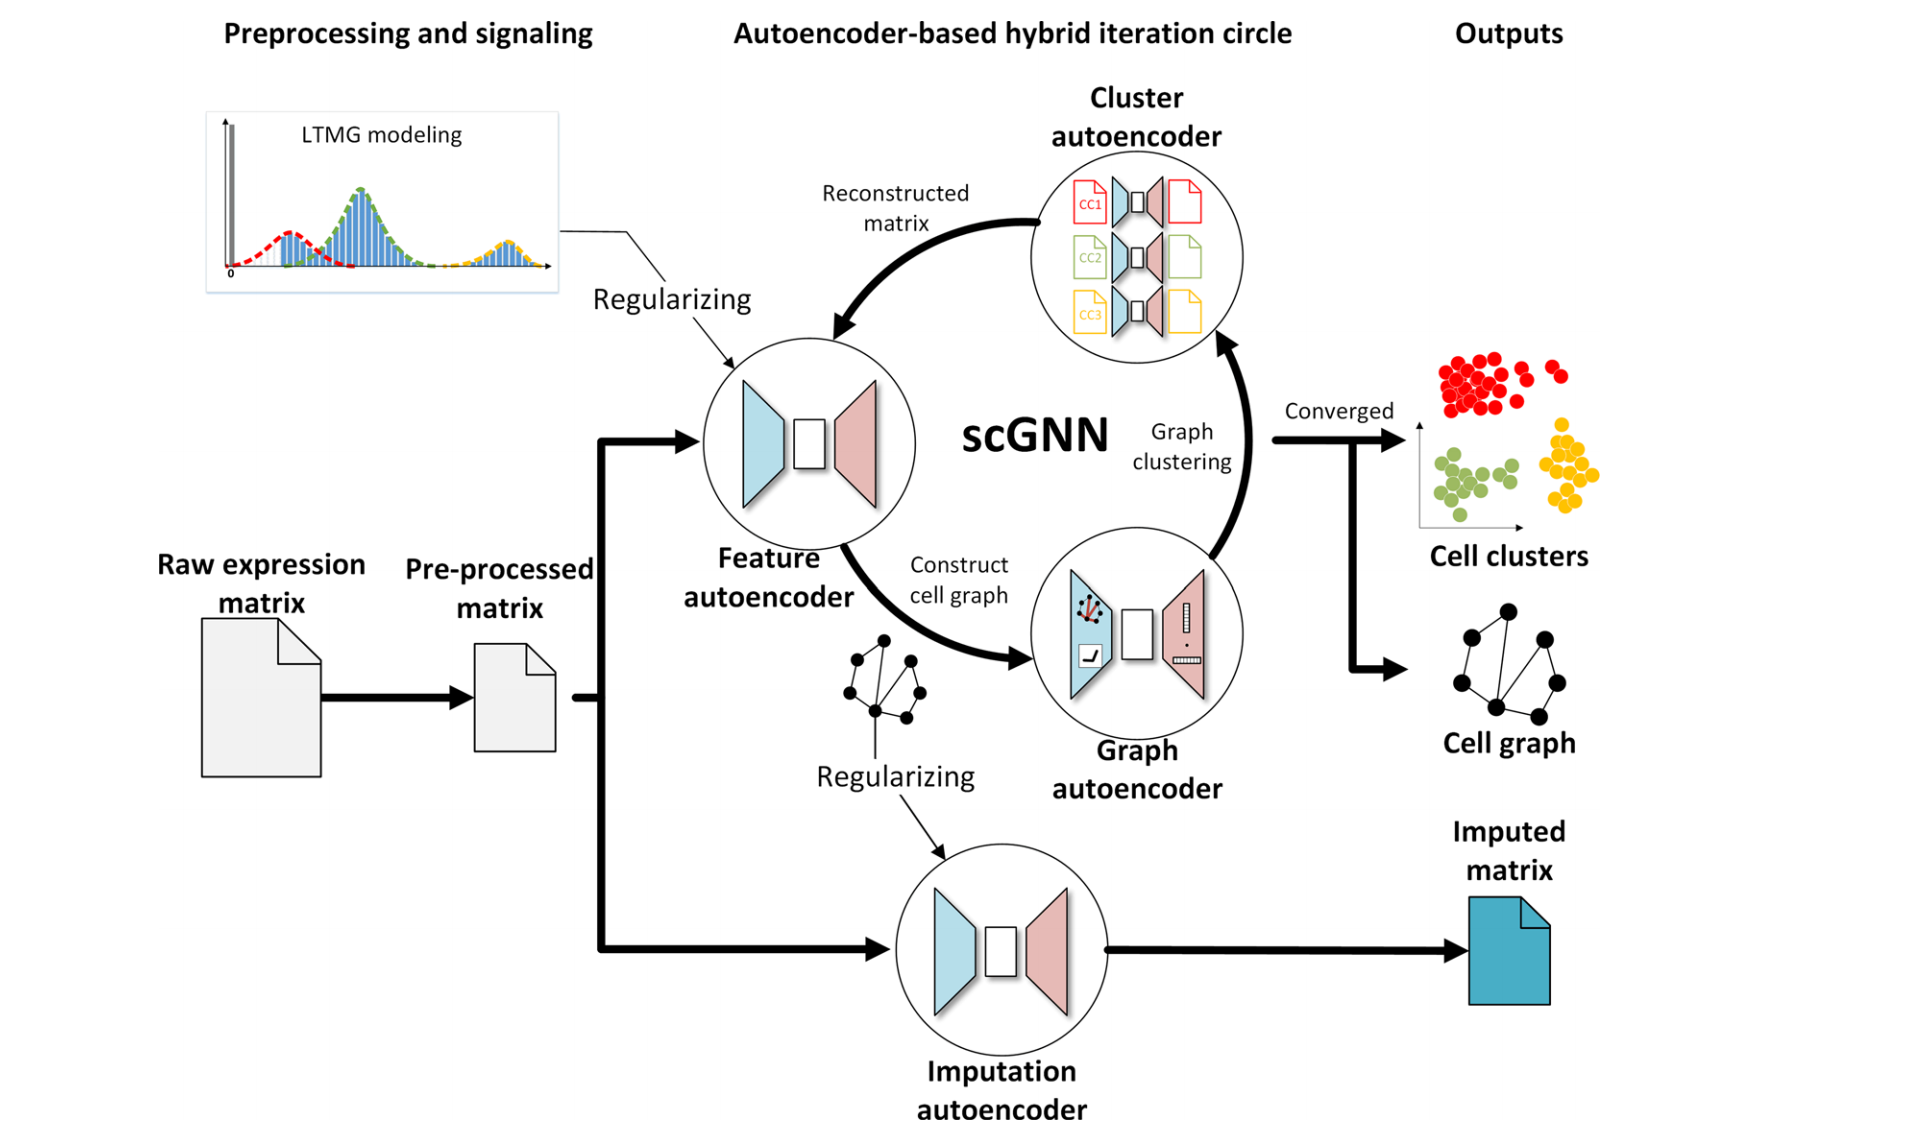 Preprocessing and signaling
Autoencoder-based hybrid iteration circle
Outputs
LTMG modeling
0
Regularizing
Cluster
autoencoder
CC1
CC2
CC3
Reconstructed
matrix
scGNN
Graph
clustering
Converged
Feature
autoencoder
Construct
cell graph
Raw expression
matrix
Pre-processed
matrix
Cell clusters
Graph
autoencoder
Cell graph
Regularizing
Imputed
matrix
Imputation
autoencoder